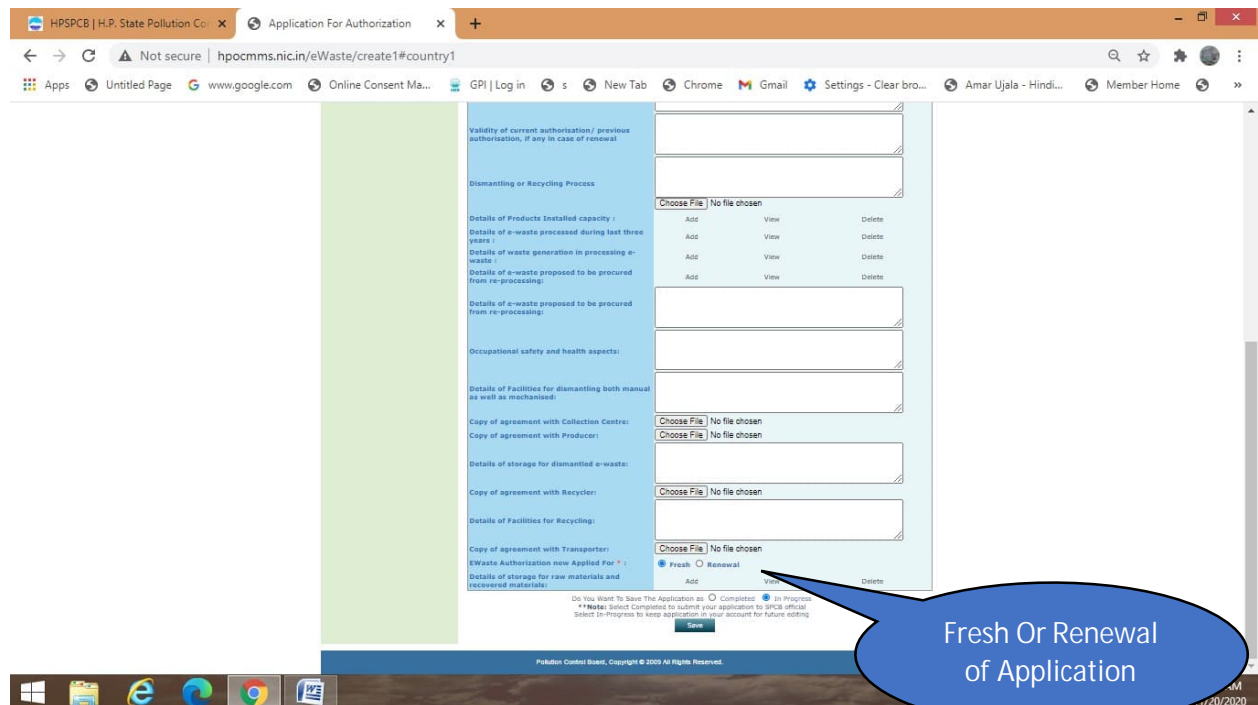 HPSPCB | H.P. State Pollution Co
Application For Authorization
Not secure | hpocmms.nic.in/eWaste/create1#country1
Apps Untitled Page www.google.com Online Consent Ma... GPI | Log in s New Tab Chrome Gmail Settings - Clear bro... Amar Ujala - Hindi... Member Home »
Validity of current authorisation/ previous
authorisation, if any in case of renewal
Dismantling or Recycling Process
Choose File No file chosen
Details of Products Installed capacity : Add View Delete
Details of e-waste processed during last three
years : Add View Delete
Details of waste generation in processing e-
waste : Add View Delete
Details of e-waste proposed to be procured
from re-processing: Add View Delete
Details of e-waste proposed to be procured
from re-processing:
Occupational safety and health aspects:
Details of Facilities for dismantling both manual
as well as mechanised:
Copy of agreement with Collection Centre: Choose File No file chosen
Copy of agreement with Producer: Choose File No file chosen
Details of storage for dismantled e-waste:
Copy of agreement with Recycler: Choose File No file chosen
Details of Facilities for Recycling:
Copy of agreement with Transporter: Choose File No file chosen
EWaste Authorization new Applied For * : Fresh Renewal
Details of storage for raw materials and
recovered materials: Add View Delete
Do You Want To Save The Application as Completed In Progress
**Note: Select Completed to submit your application to SPCB official
Select In-Progress to keep application in your account for future editing
Save
Pollution Control Board, Copyright © 2009 All Rights Reserved.
Fresh Or Renewal
of Application
AM
/20/2020